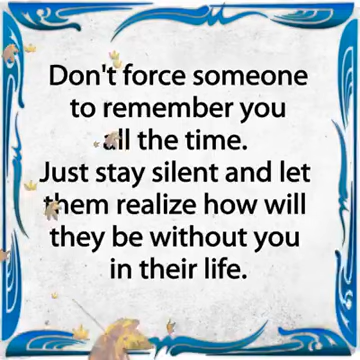 Don't force someone
to remember you
all the time.
Just stay silent and let
them realize how will
they be without you
in their life.